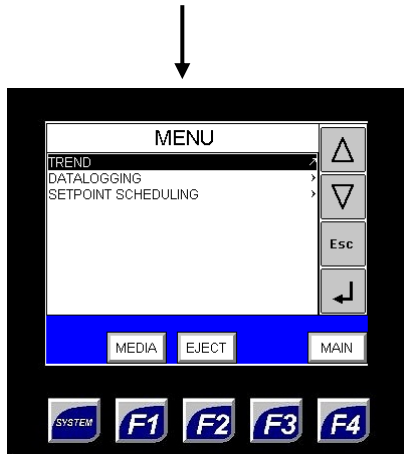 MENU
TREND
DATALOGGING
SETPOINT SCHEDULING
Esc
MEDIA EJECT MAIN
SYSTEM F1 F2 F3 F4